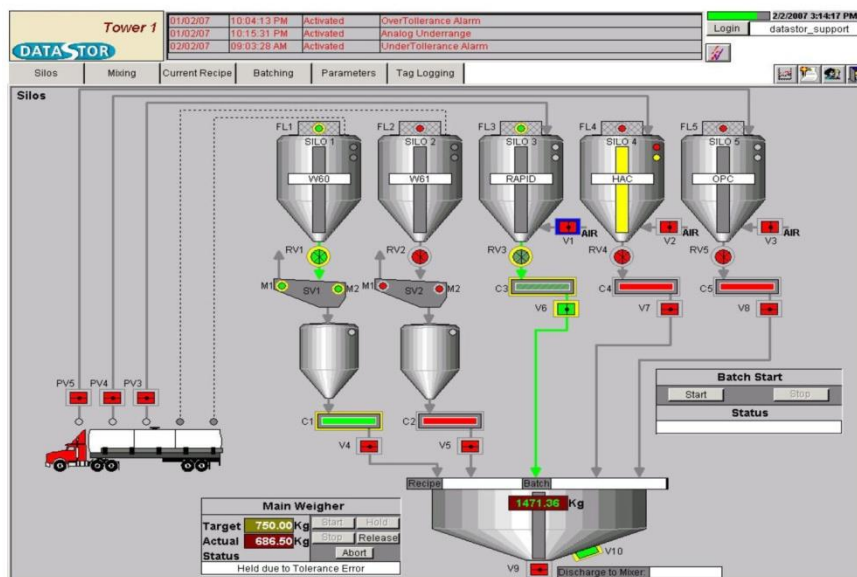 Tower 1
DATASTOR
01/02/07 10:04:13 PM Activated OverTollerance Alarm
01/02/07 10:15:31 PM Activated Analog Underrange
02/02/07 09:03:28 AM Activated UnderTollerance Alarm
2/2/2007 3:14:17 PM
Login datastor_support
Silos Mixing Current Recipe Batching Parameters Tag Logging
Silos
FL1 FL2 FL3 FL4 FL5
SILO 1 SILO 2 SILO 3 SILO 4 SILO 5
W60 W61 RAPID HAC OPC
AIR AIR AIR
V1 V2 V3
RV1 RV2 RV3 RV4 RV5
M1 SV1 M2 M1 SV2 M2 C3 C4 C5
V6 V7 V8
PV5 PV4 PV3
Batch Start
Start Stop
Status
C1 C2
V4 V5
Recipe Batch
1471.36 Kg
Main Weigher
Target 750.00 Kg Start Hold
Actual 686.50 Kg Stop Release
Status Abort
Held due to Tolerance Error
V10
V9
Discharge to Mixer: